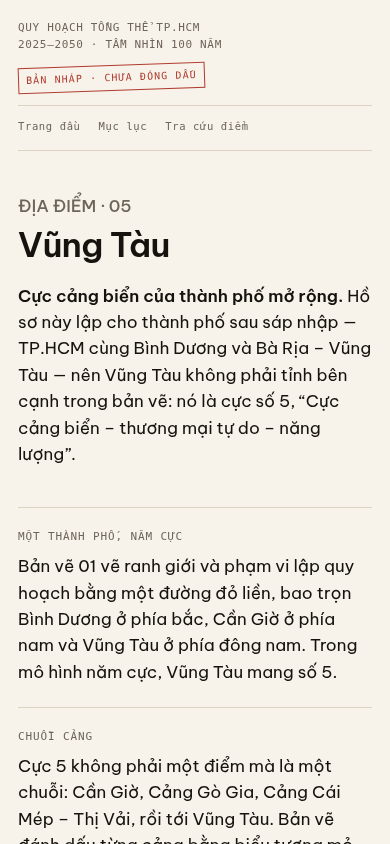 QUY HOẠCH TỔNG THỂ TP.HCM
2025–2050 · TẦM NHÌN 100 NĂM
BẢN NHÁP · CHƯA ĐÓNG DẤU
Trang đầu Mục lục Tra cứu điểm
ĐỊA ĐIỂM · 05
Vũng Tàu
Cực cảng biển của thành phố mở rộng. Hồ
sơ này lập cho thành phố sau sáp nhập —
TP.HCM cùng Bình Dương và Bà Rịa – Vũng
Tàu — nên Vũng Tàu không phải tỉnh bên
cạnh trong bản vẽ: nó là cực số 5, “Cực
cảng biển – thương mại tự do – năng
lượng”.
MỘT THÀNH PHỐ, NĂM CỰC
Bản vẽ 01 vẽ ranh giới và phạm vi lập quy
hoạch bằng một đường đỏ liền, bao trọn
Bình Dương ở phía bắc, Cần Giờ ở phía
nam và Vũng Tàu ở phía đông nam. Trong
mô hình năm cực, Vũng Tàu mang số 5.
CHUỖI CẢNG
Cực 5 không phải một điểm mà là một
chuỗi: Cần Giờ, Cảng Gò Gia, Cảng Cái
Mép – Thị Vải, rồi tới Vũng Tàu. Bản vẽ
đánh dấu từng cảng bằng biểu tượng mỏ